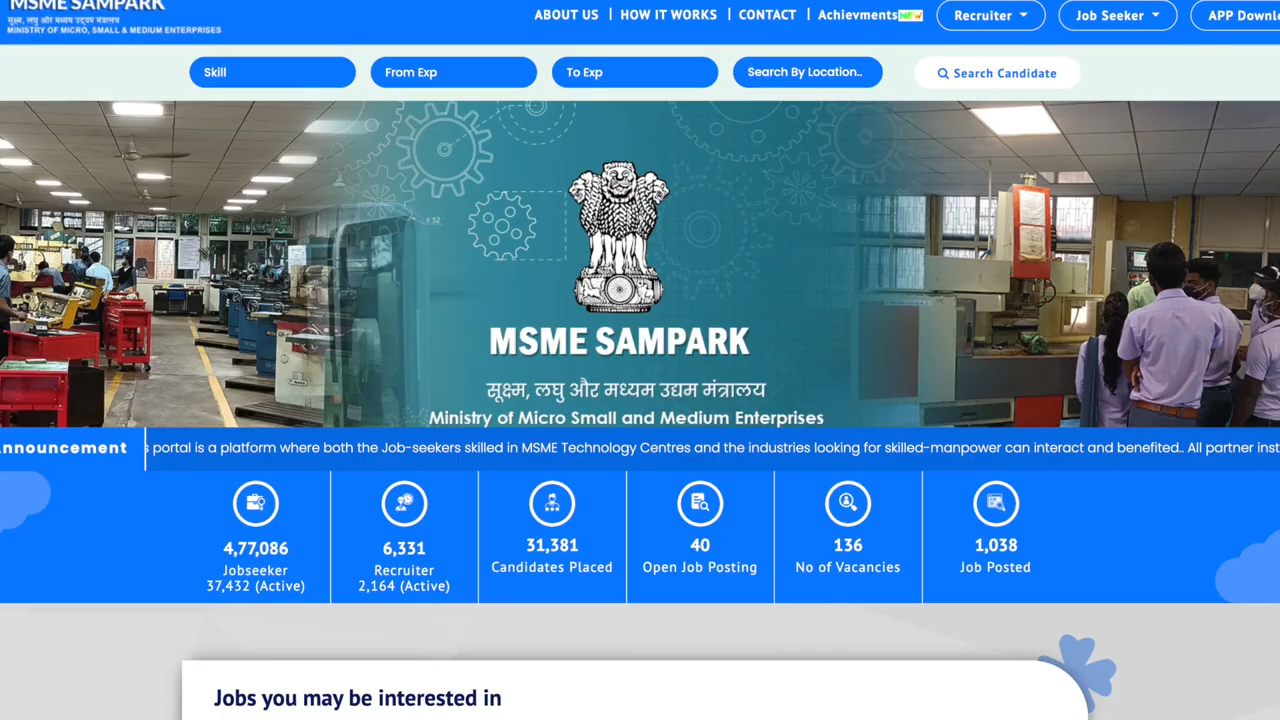 MSME SAMPARK
सूक्ष्म, लघु और मध्यम उद्यम मंत्रालय
MINISTRY OF MICRO, SMALL & MEDIUM ENTERPRISES
ABOUT US | HOW IT WORKS | CONTACT | Achievments NEW
Recruiter
Job Seeker
APP Downlo
Skill
From Exp
To Exp
Search By Location..
Search Candidate
MSME SAMPARK
सूक्ष्म, लघु और मध्यम उद्यम मंत्रालय
Ministry of Micro Small and Medium Enterprises
nnouncement
s portal is a platform where both the Job-seekers skilled in MSME Technology Centres and the industries looking for skilled-manpower can interact and benefited.. All partner inst
4,77,086
Jobseeker
37,432 (Active)
6,331
Recruiter
2,164 (Active)
31,381
Candidates Placed
40
Open Job Posting
136
No of Vacancies
1,038
Job Posted
Jobs you may be interested in